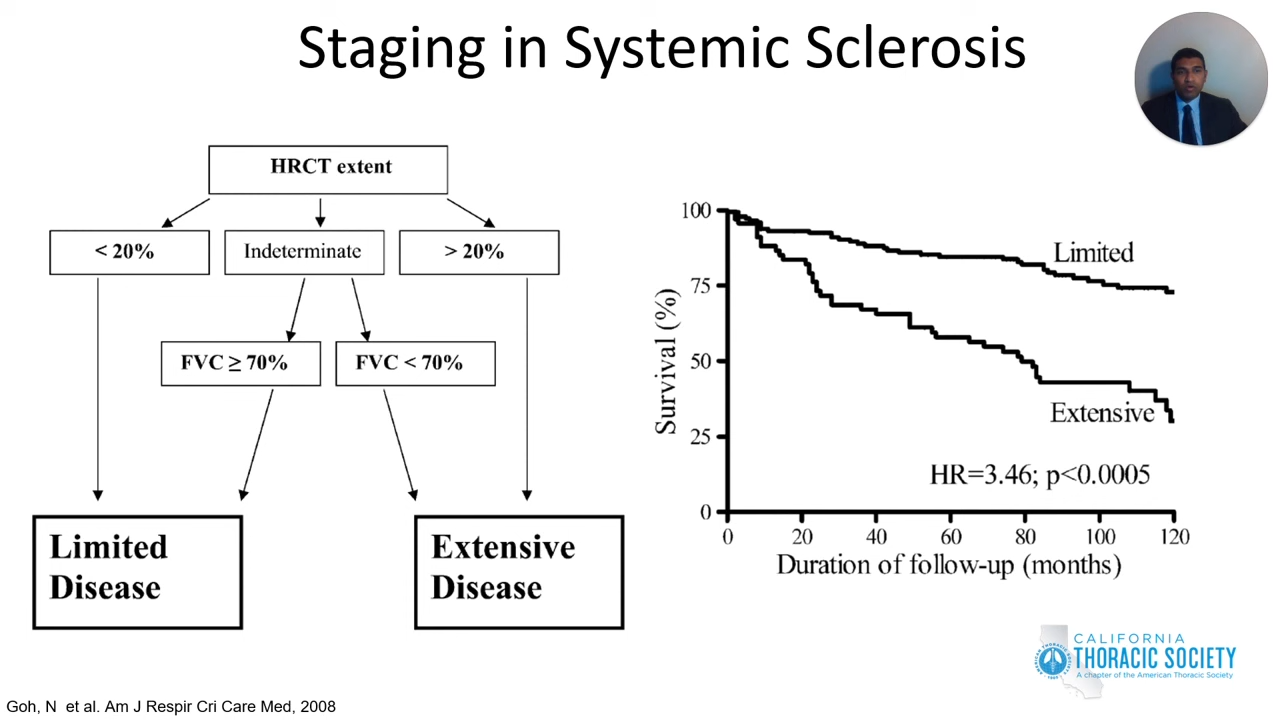 Staging in Systemic Sclerosis
HRCT extent
< 20%
Indeterminate
> 20%
FVC ≥ 70%
FVC < 70%
Limited
Disease
Extensive
Disease
100
75
50
25
0
Survival (%)
Limited
Extensive
HR=3.46; p<0.0005
0 20 40 60 80 100 120
Duration of follow-up (months)
CALIFORNIA
THORACIC SOCIETY
A chapter of the American Thoracic Society
Goh, N et al. Am J Respir Cri Care Med, 2008